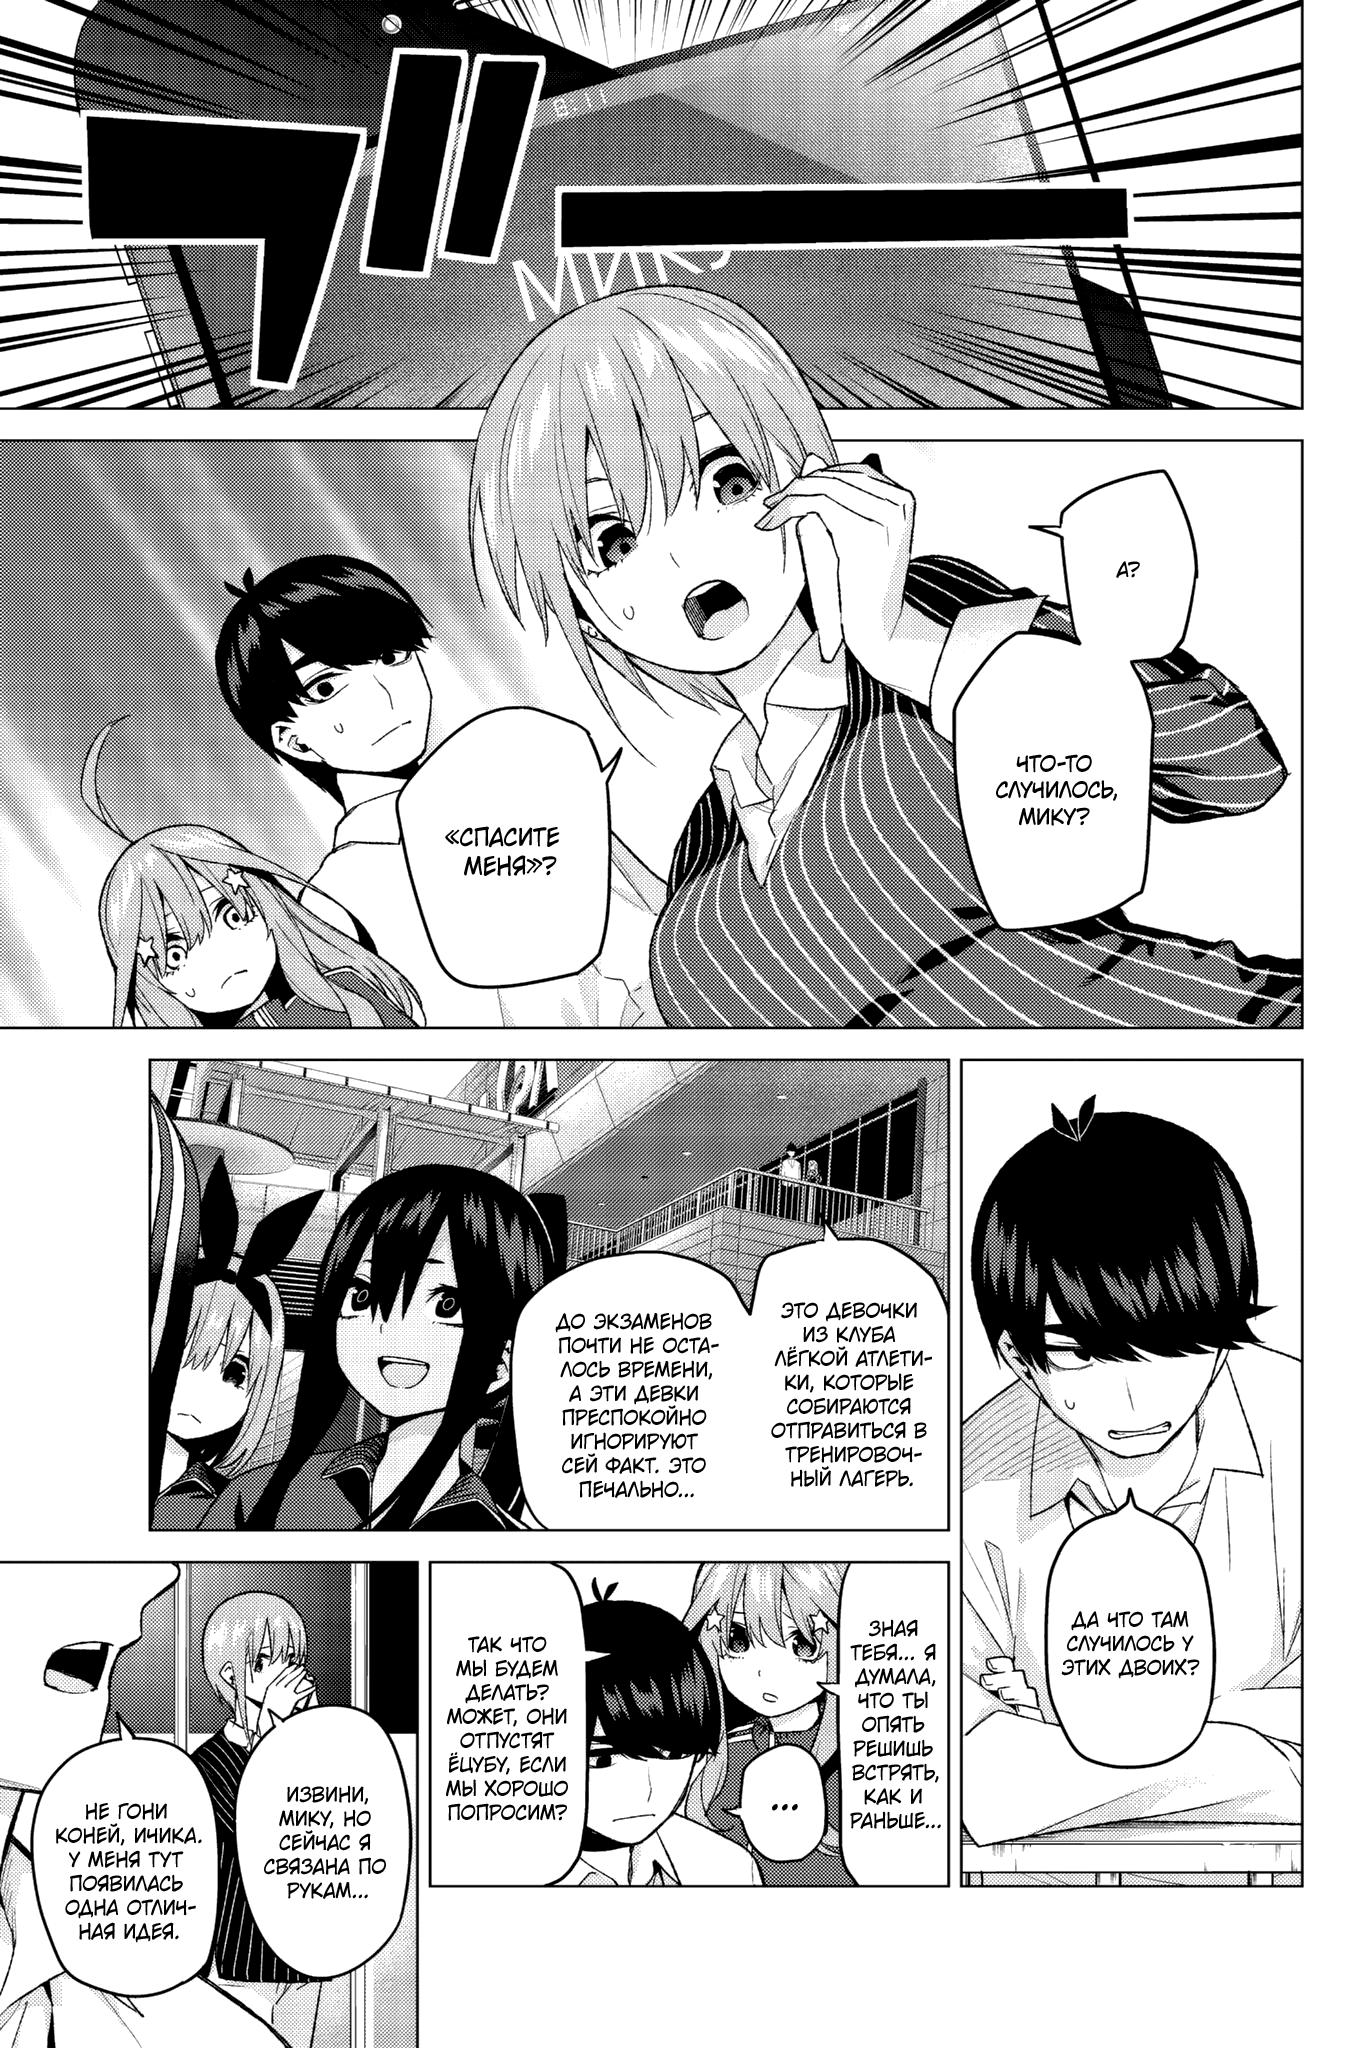 8:11
ブー
МИКУ
А?
ЧТО-ТО
СЛУЧИЛОСЬ,
МИКУ?
«СПАСИТЕ
МЕНЯ»?
ДА ЧТО ТАМ
СЛУЧИЛОСЬ У
ЭТИХ ДВОИХ?
ЭТО ДЕВОЧКИ
ИЗ КЛУБА
ЛЁГКОЙ АТЛЕТИ-
КИ, КОТОРЫЕ
СОБИРАЮТСЯ
ОТПРАВИТЬСЯ В
ТРЕНИРОВОЧ-
НЫЙ ЛАГЕРЬ.
ДО ЭКЗАМЕНОВ
ПОЧТИ НЕ ОСТА-
ЛОСЬ ВРЕМЕНИ,
А ЭТИ ДЕВКИ
ПРЕСПОКОЙНО
ИГНОРИРУЮТ
СЕЙ ФАКТ. ЭТО
ПЕЧАЛЬНО...
ЗНАЯ
ТЕБЯ... Я
ДУМАЛА,
ЧТО ТЫ
ОПЯТЬ
РЕШИШЬ
ВСТРЯТЬ,
КАК И
РАНЬШЕ...
...
ТАК ЧТО
МЫ БУДЕМ
ДЕЛАТЬ?
МОЖЕТ, ОНИ
ОТПУСТЯТ
ЁЦУБУ, ЕСЛИ
МЫ ХОРОШО
ПОПРОСИМ?
ИЗВИНИ,
МИКУ, НО
СЕЙЧАС Я
СВЯЗАНА ПО
РУКАМ...
НЕ ГОНИ
КОНЕЙ, ИЧИКА.
У МЕНЯ ТУТ
ПОЯВИЛАСЬ
ОДНА ОТЛИЧ-
НАЯ ИДЕЯ.